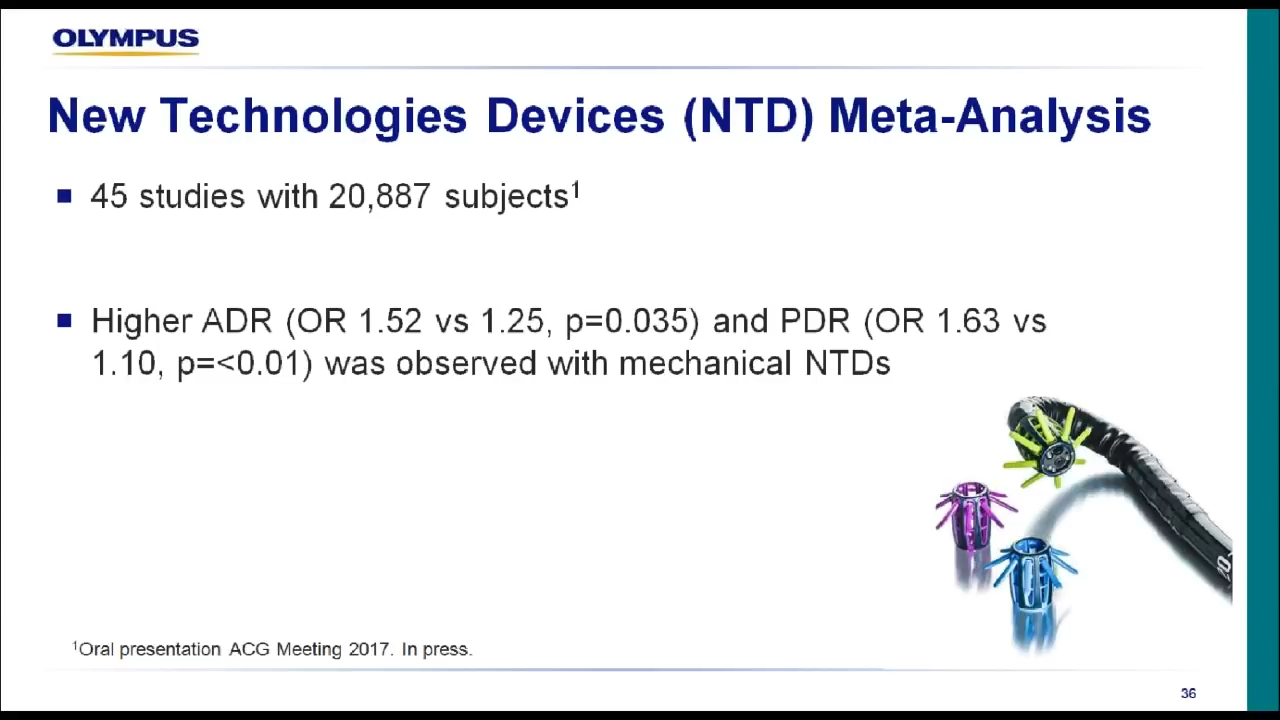 OLYMPUS
New Technologies Devices (NTD) Meta-Analysis
45 studies with 20,887 subjects¹
Higher ADR (OR 1.52 vs 1.25, p=0.035) and PDR (OR 1.63 vs
1.10, p=<0.01) was observed with mechanical NTDs
20
¹Oral presentation ACG Meeting 2017. In press.
36